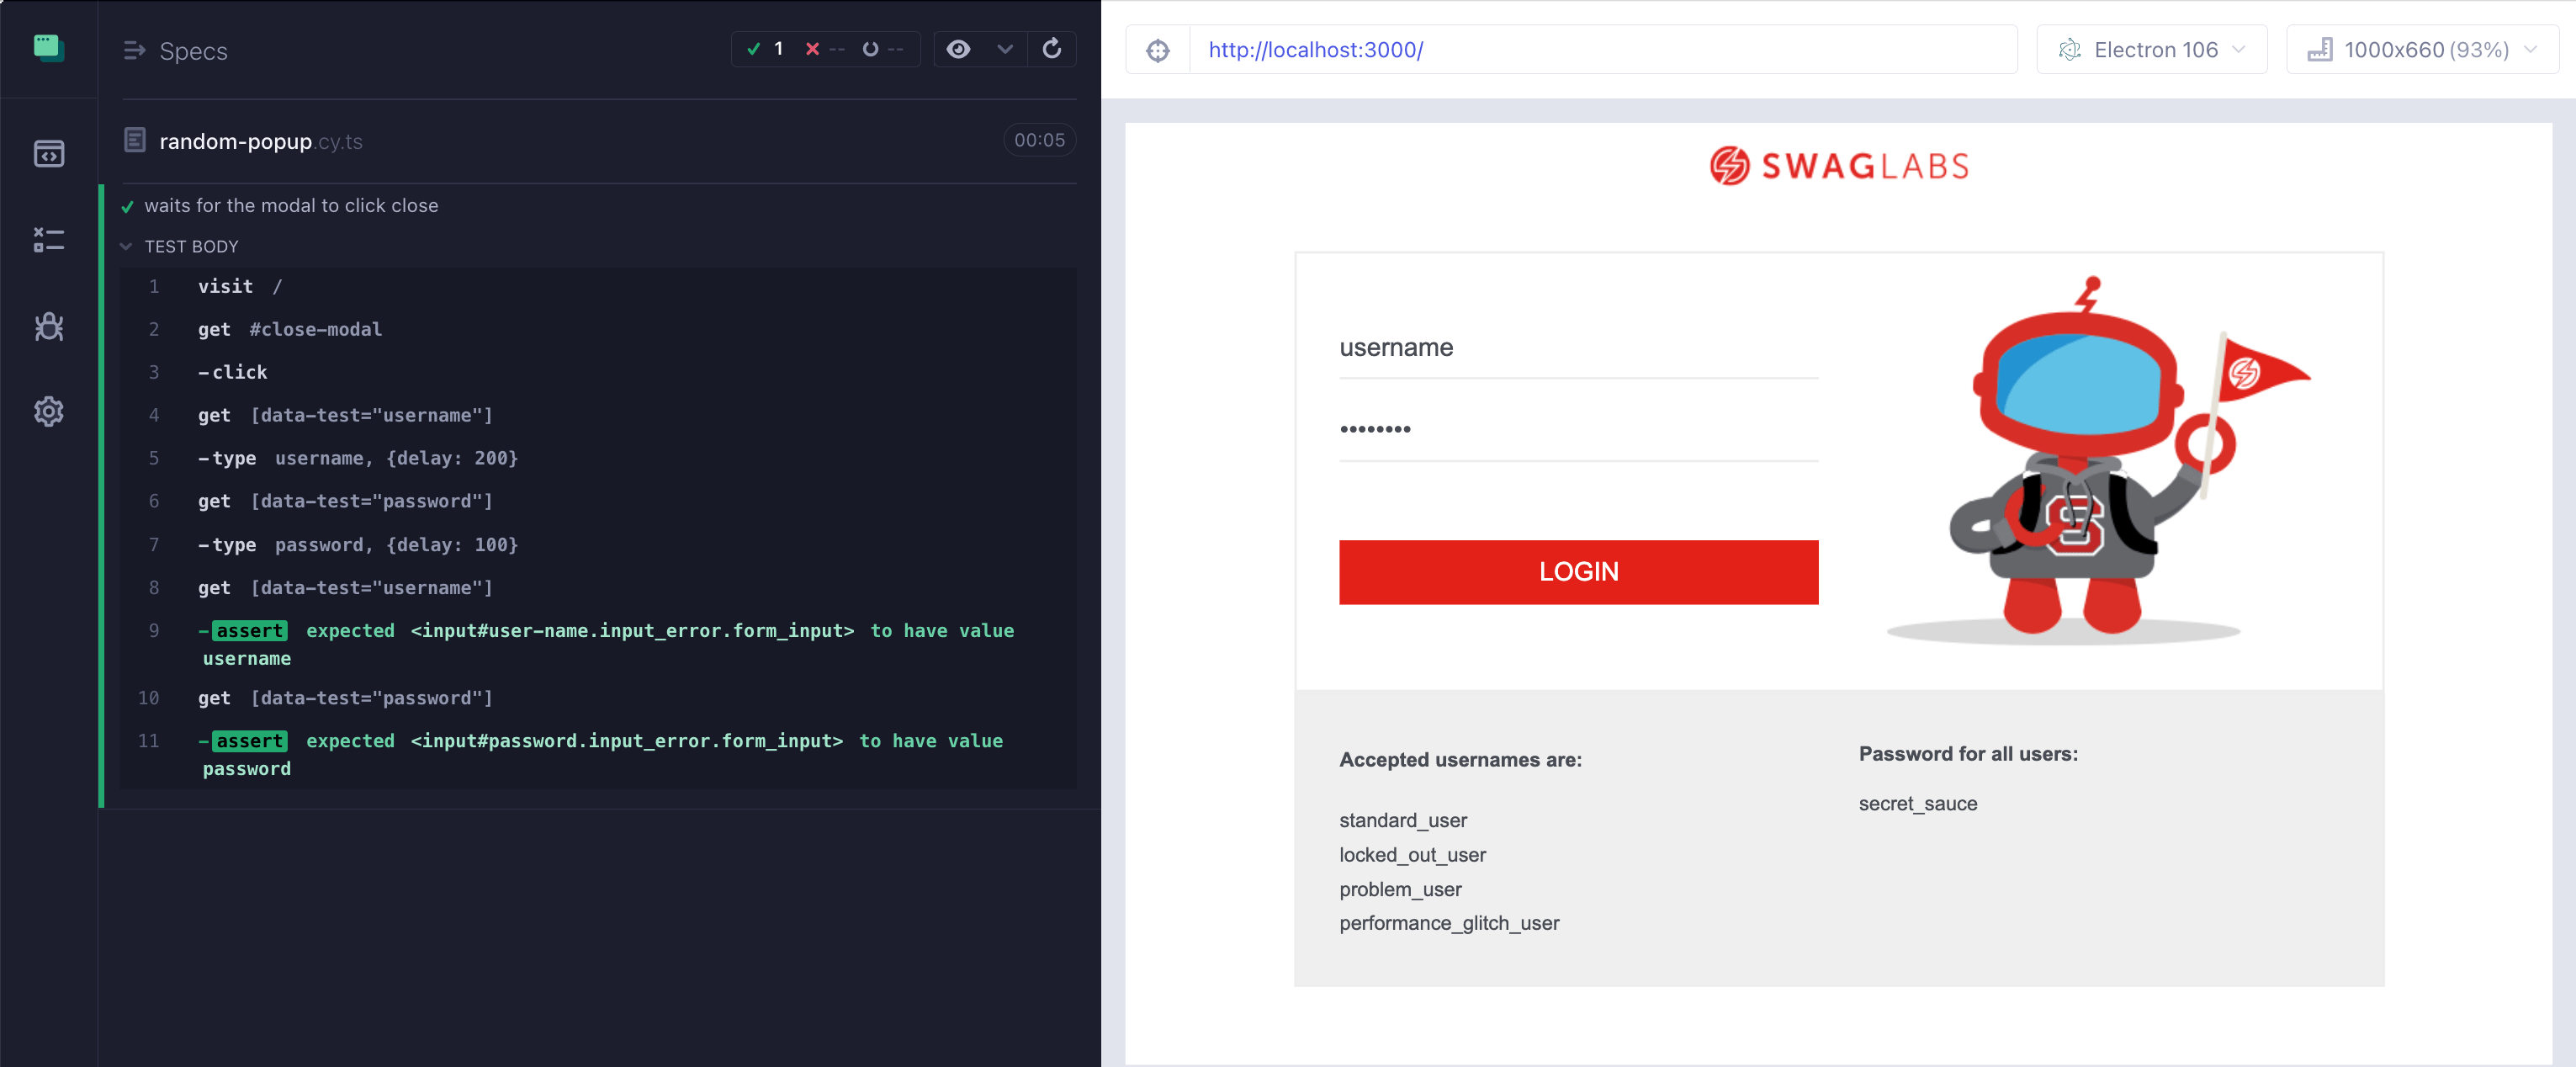 Specs
1 -- --
random-popup.cy.ts
00:05
waits for the modal to click close
TEST BODY
1 visit /
2 get #close-modal
3 -click
4 get [data-test="username"]
5 -type username, {delay: 200}
6 get [data-test="password"]
7 -type password, {delay: 100}
8 get [data-test="username"]
9 -assert expected <input#user-name.input_error.form_input> to have value
username
10 get [data-test="password"]
11 -assert expected <input#password.input_error.form_input> to have value
password
http://localhost:3000/
Electron 106
1000x660 (93%)
SWAGLABS
username
••••••••
LOGIN
S
Accepted usernames are:
standard_user
locked_out_user
problem_user
performance_glitch_user
Password for all users:
secret_sauce